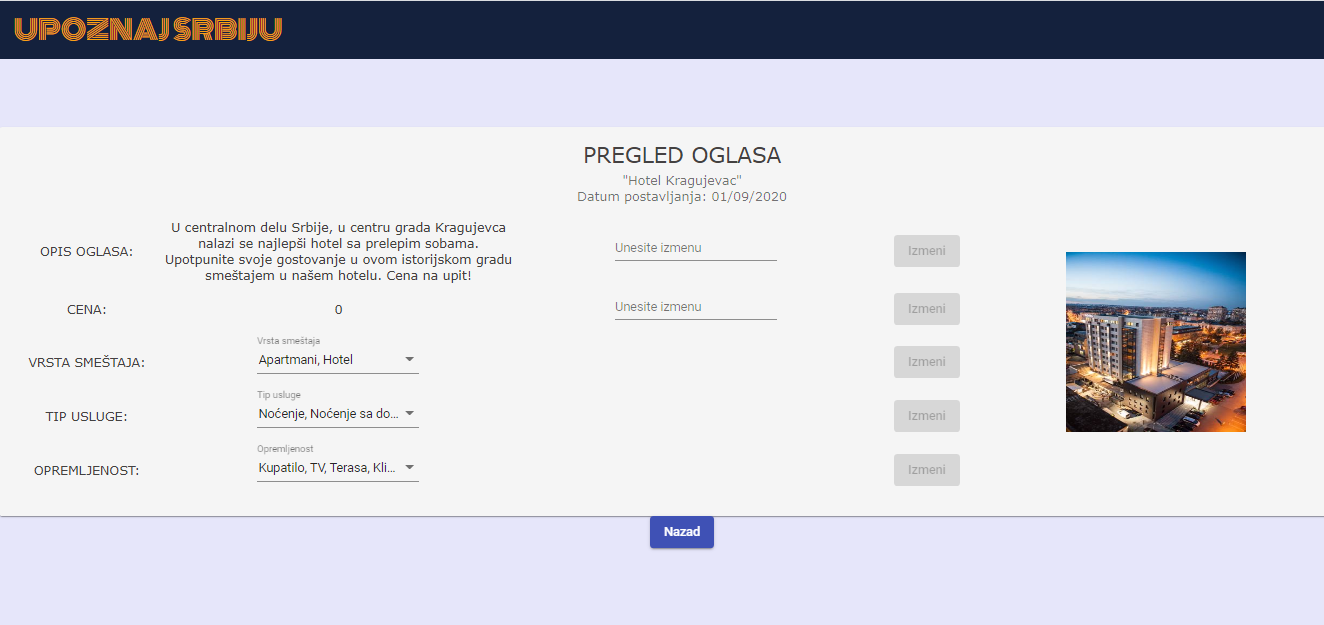 UPOZNAJ SRBIJU
PREGLED OGLASA
"Hotel Kragujevac"
Datum postavljanja: 01/09/2020
OPIS OGLASA:
U centralnom delu Srbije, u centru grada Kragujevca
nalazi se najlepši hotel sa prelepim sobama.
Upotpunite svoje gostovanje u ovom istorijskom gradu
smeštajem u našem hotelu. Cena na upit!
Unesite izmenu
Izmeni
CENA:
0
Unesite izmenu
Izmeni
VRSTA SMEŠTAJA:
Vrsta smeštaja
Apartmani, Hotel
Izmeni
TIP USLUGE:
Tip usluge
Noćenje, Noćenje sa do...
Izmeni
OPREMLJENOST:
Opremljenost
Kupatilo, TV, Terasa, Kli...
Izmeni
Nazad